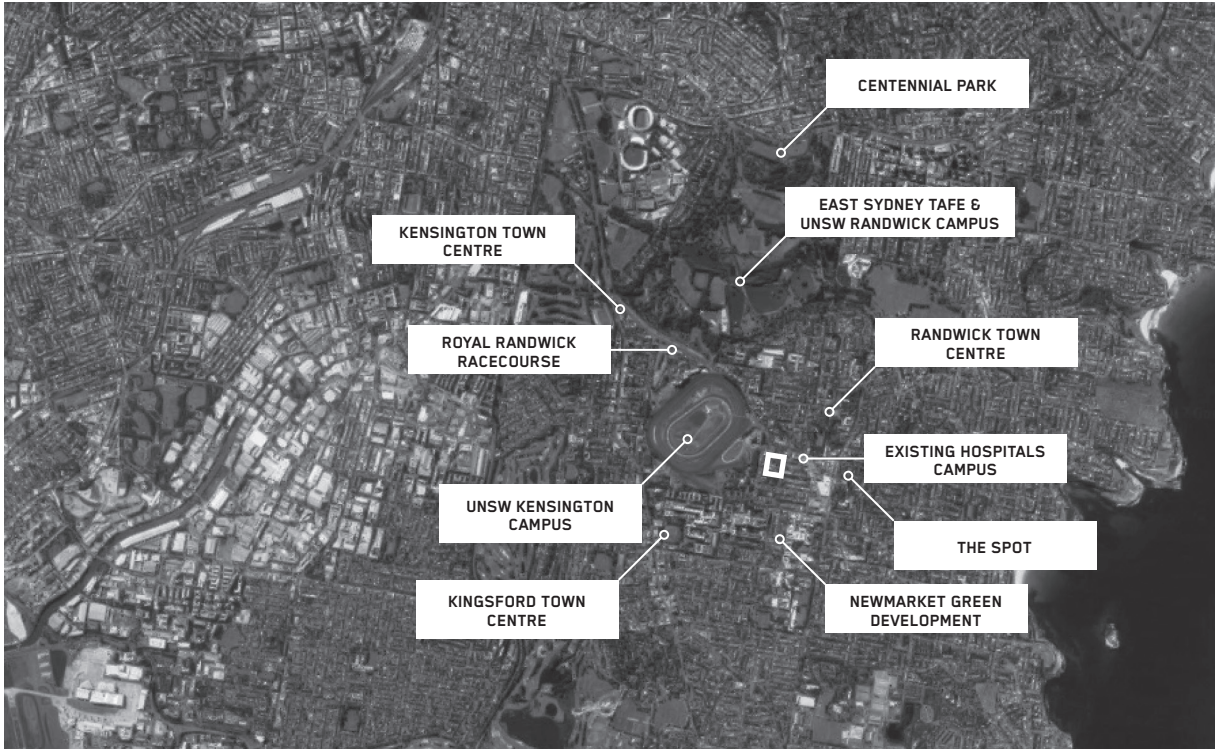 CENTENNIAL PARK
EAST SYDNEY TAFE &
UNSW RANDWICK CAMPUS
KENSINGTON TOWN
CENTRE
ROYAL RANDWICK
RACECOURSE
RANDWICK TOWN
CENTRE
EXISTING HOSPITALS
CAMPUS
UNSW KENSINGTON
CAMPUS
THE SPOT
KINGSFORD TOWN
CENTRE
NEWMARKET GREEN
DEVELOPMENT